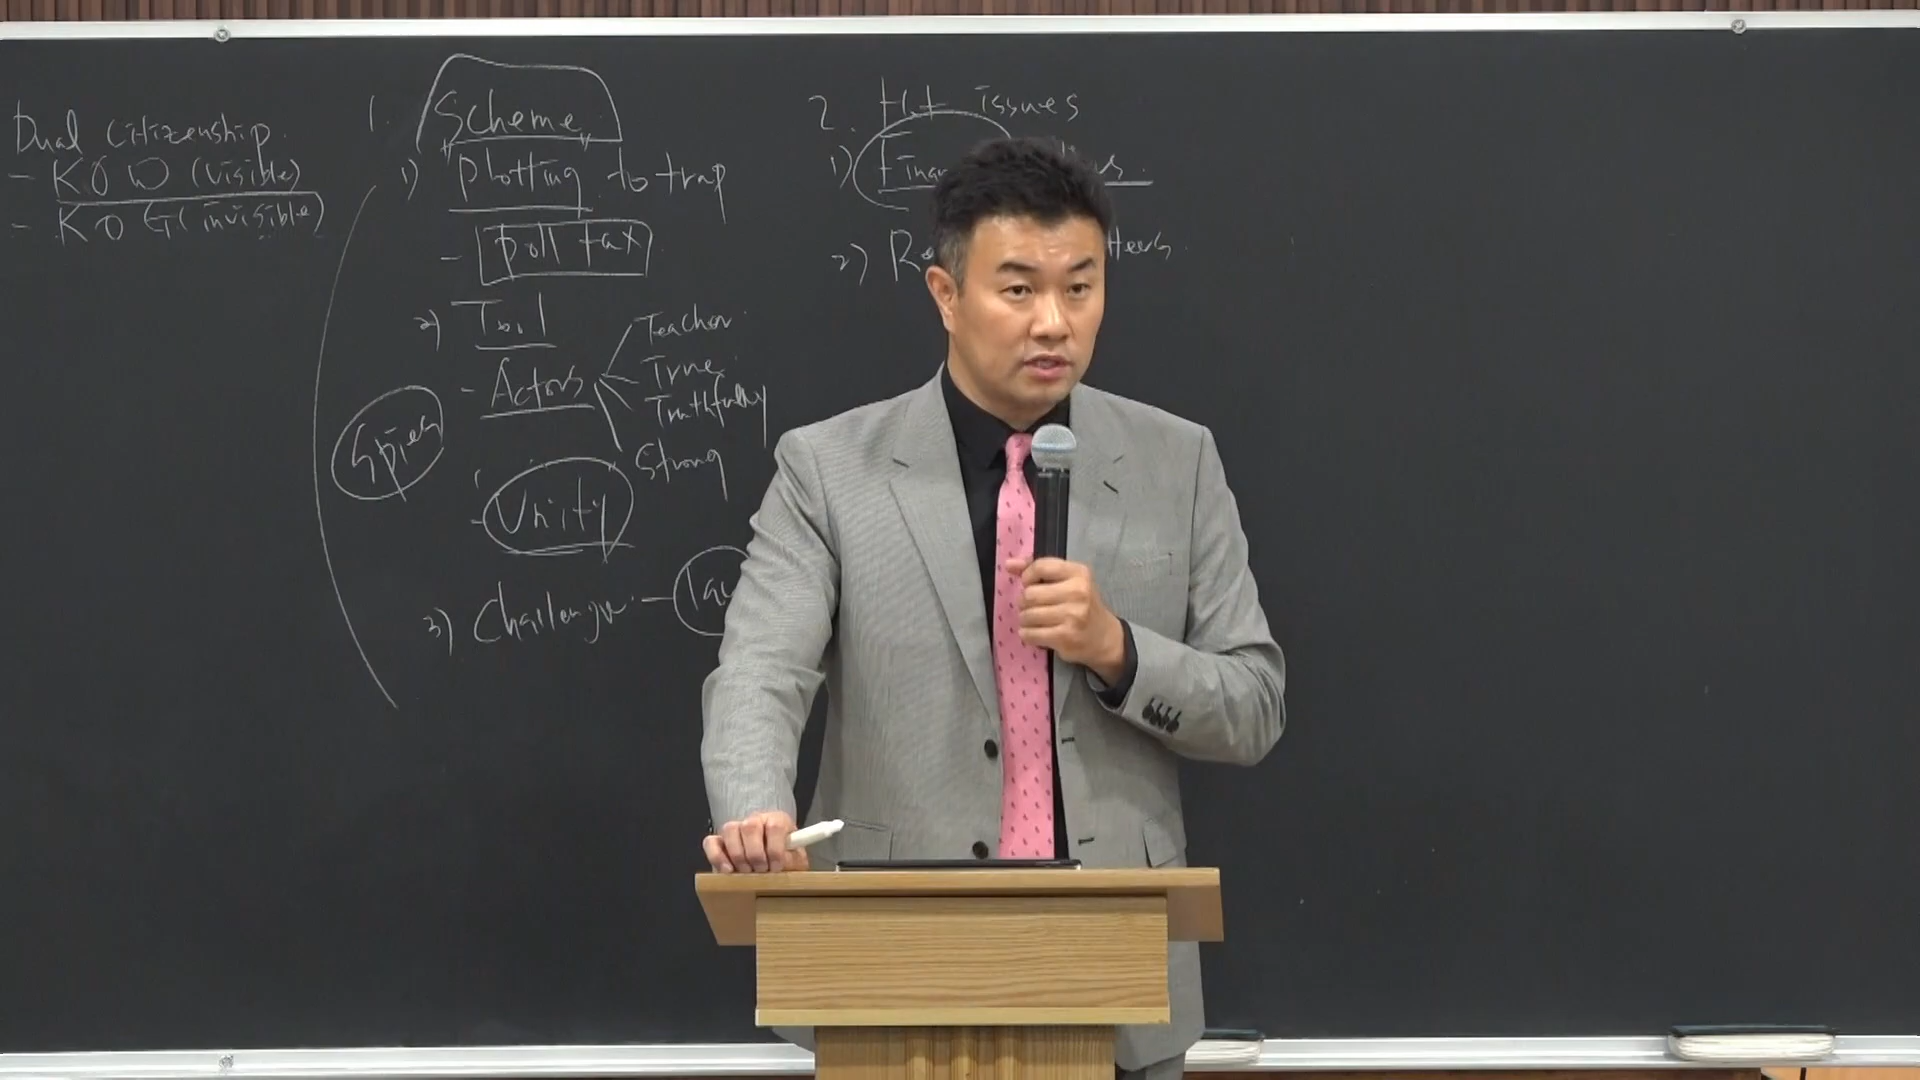 Dual citizenship
- KOW (visible)
- KOG (invisible)
1. "Scheme"
1) Plotting to trap
- poll tax
2) Tool
- Actors
Teacher
True
Truthfully
Strong
Spies
- Unity
3) Challenge -
2. Hot issues
1)
2)